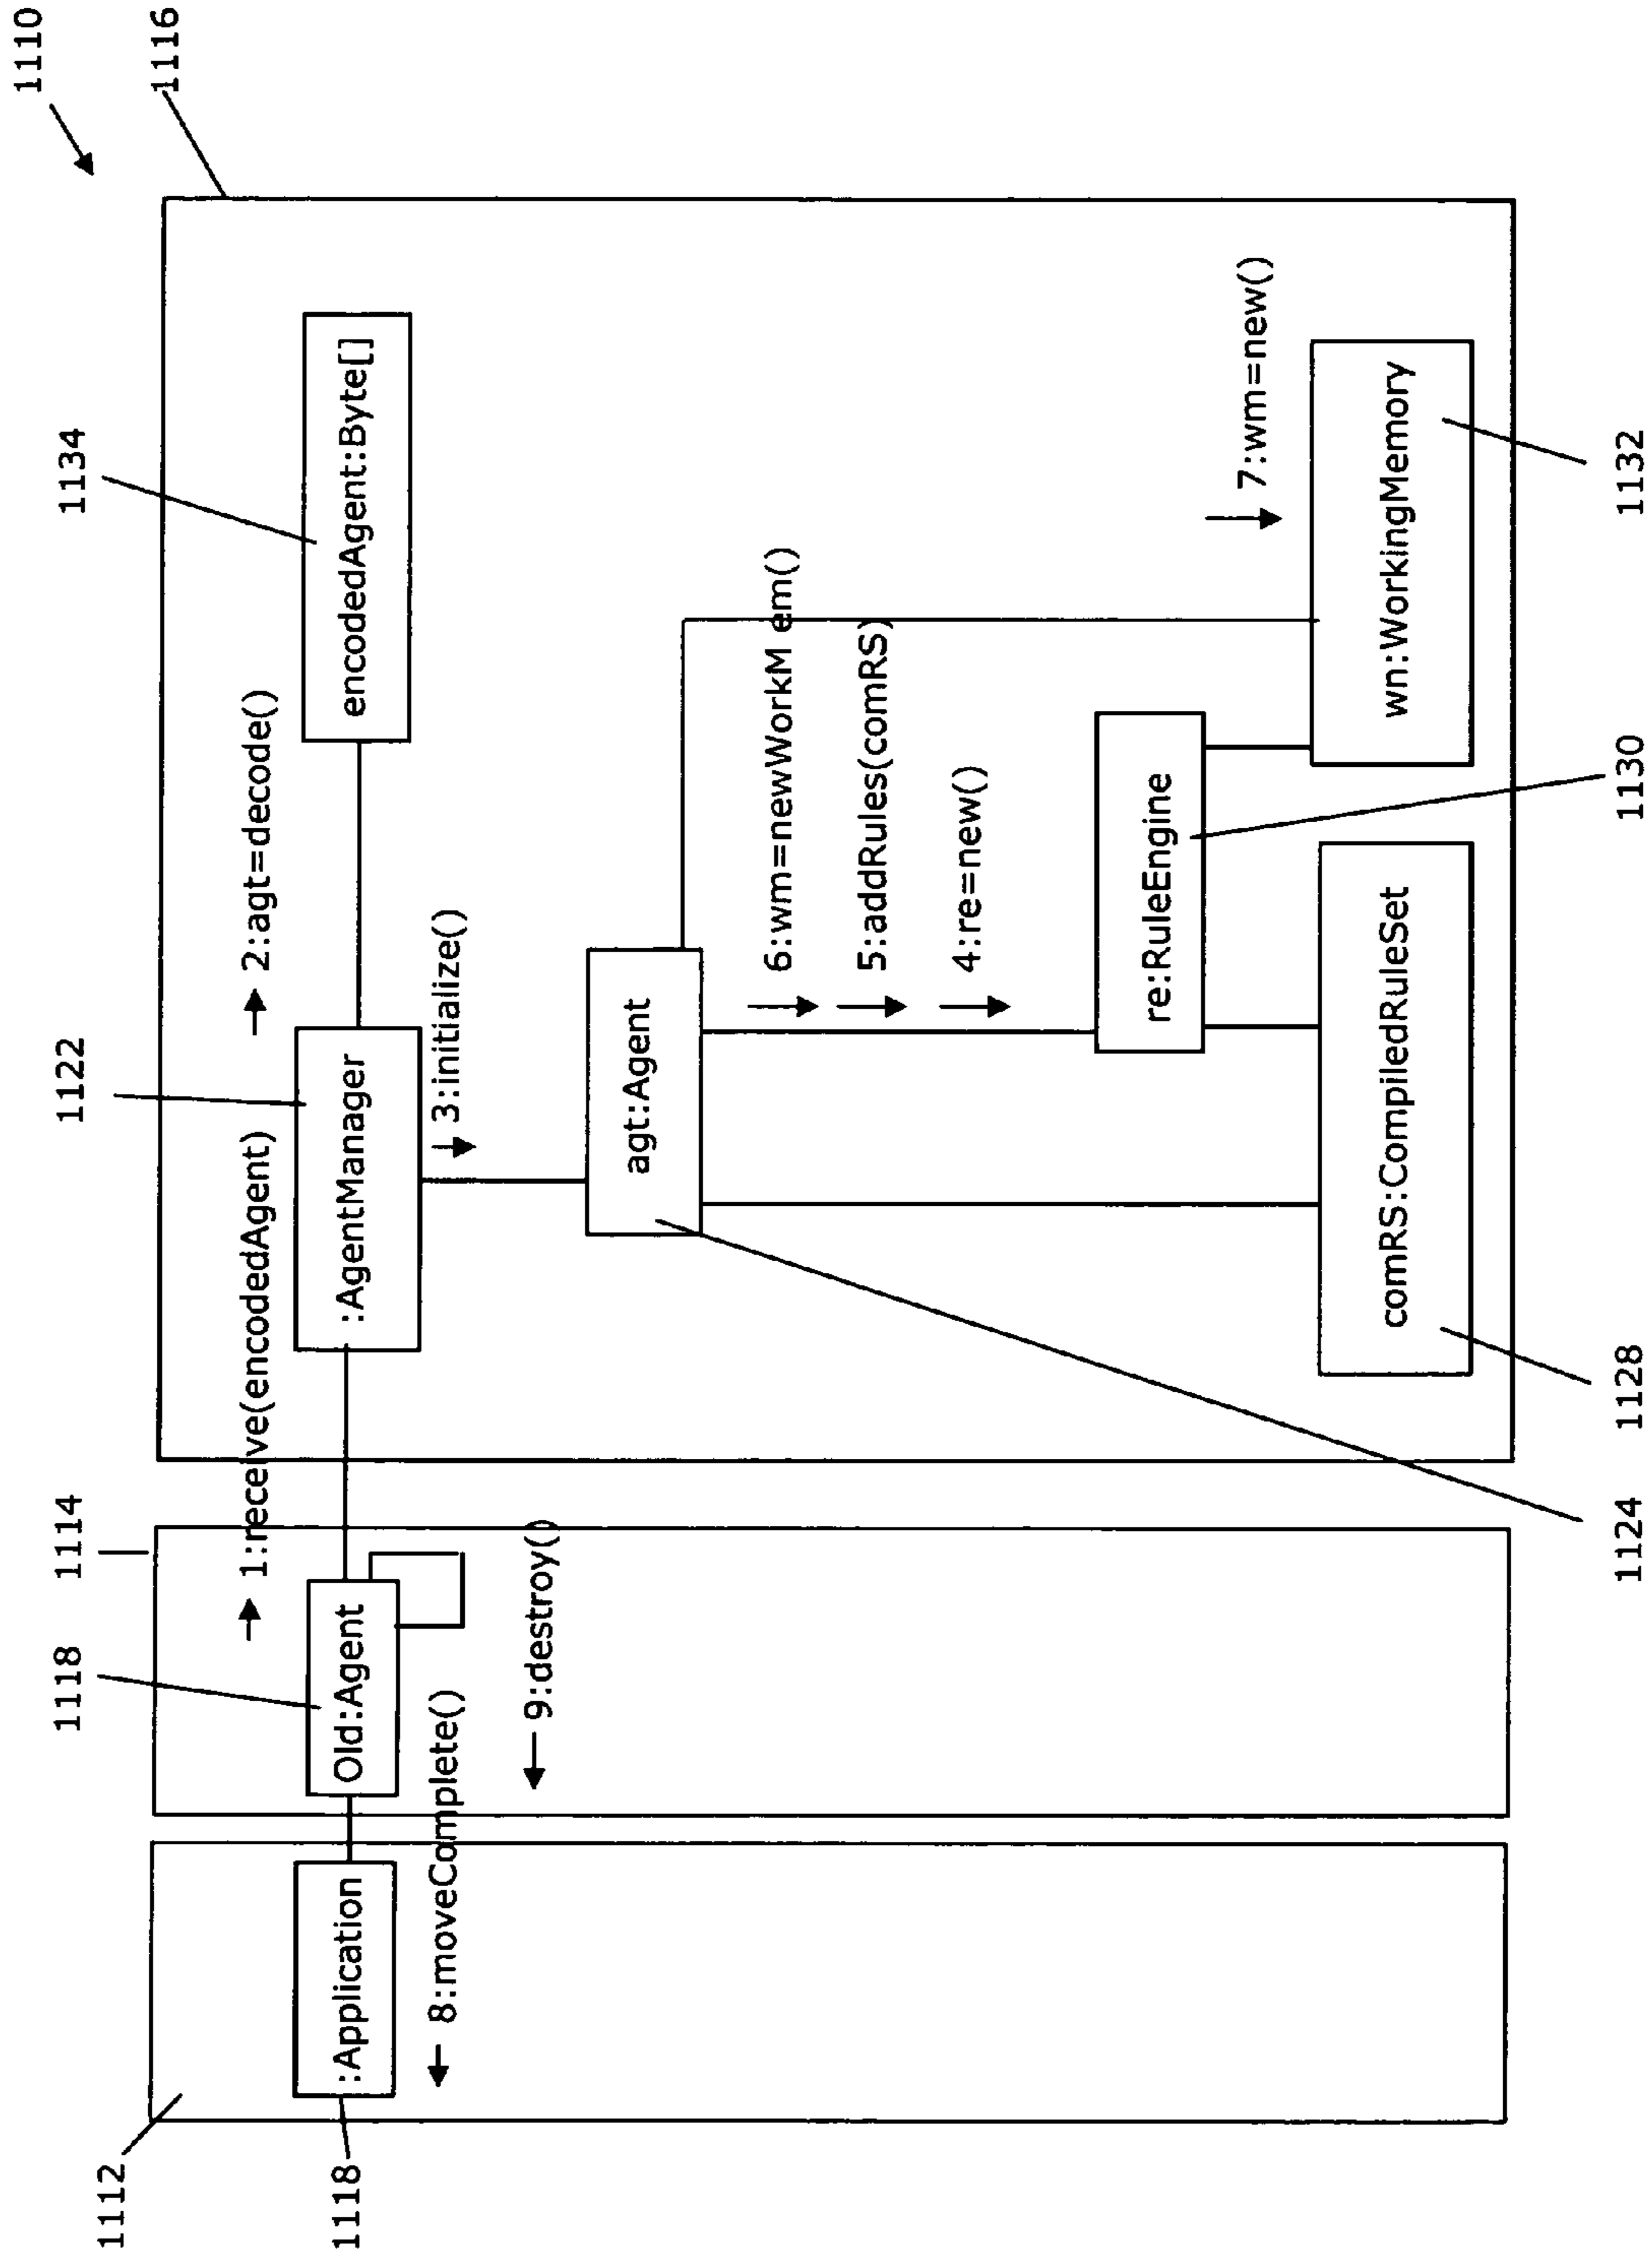 1110
1116
1134
1122
1114
1118
1112
1118
→ 1:receive(encodedAgent)
→ 2:agt=decode()
:Application
Old:Agent
:AgentManager
encodedAgent:Byte[]
← 8:moveComplete()
3:initialize()
← 9:destroy()
agt:Agent
6:wm=newWorkM em()
5:addRules(comRS)
4:re=new()
re:RuleEngine
7:wm=new()
comRS:CompiledRuleSet
wn:WorkingMemory
1124
1128
1130
1132